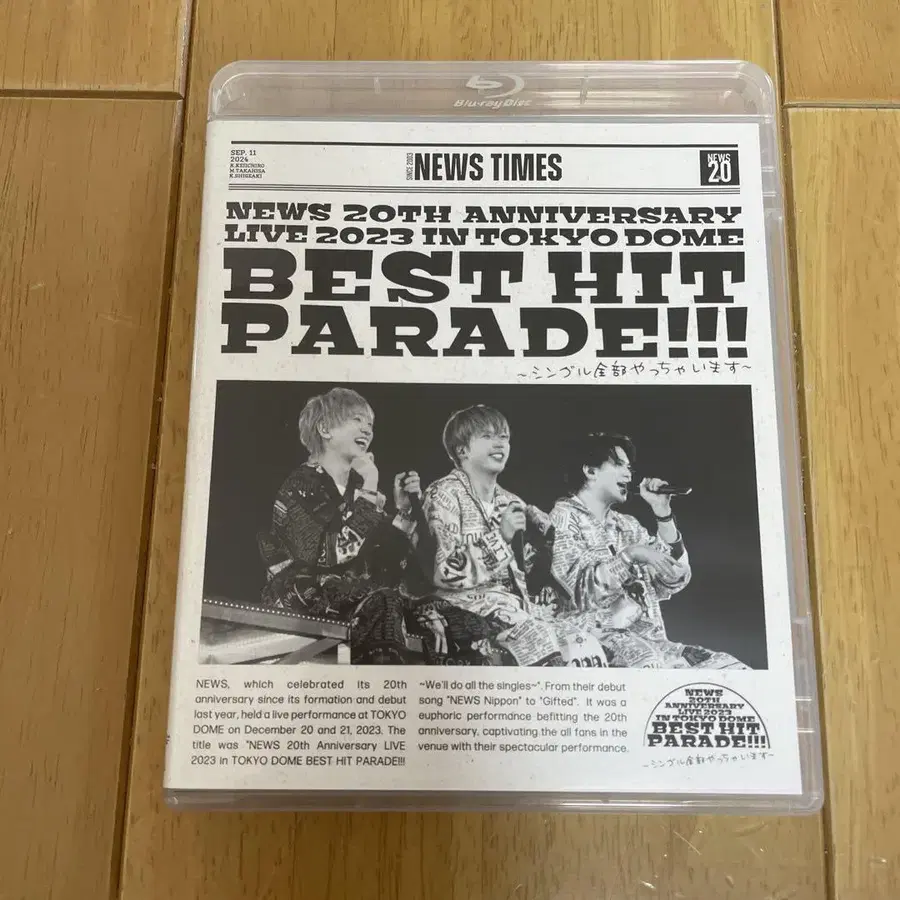 Blu-ray Disc
SEP. 11
2024
K.KEIICHIRO
M.TAKAHISA
K.SHIGEAKI
SINCE 2003
NEWS TIMES
NEWS
20
NEWS 20TH ANNIVERSARY
LIVE 2023 IN TOKYO DOME
BEST HIT
PARADE!!!
~シングル全部やっちゃいます~
NEWS, which celebrated its 20th
anniversary since its formation and debut
last year, held a live performance at TOKYO
DOME on December 20 and 21, 2023. The
title was "NEWS 20th Anniversary LIVE
2023 in TOKYO DOME BEST HIT PARADE!!!
~We'll do all the singles~". From their debut
song "NEWS Nippon" to "Gifted". It was a
euphoric performance befitting the 20th
anniversary, captivating the all fans in the
venue with their spectacular performance.
NEWS
20TH
ANNIVERSARY
LIVE 2023
IN TOKYO DOME
BEST HIT
PARADE!!!
~シングル全部やっちゃいます~